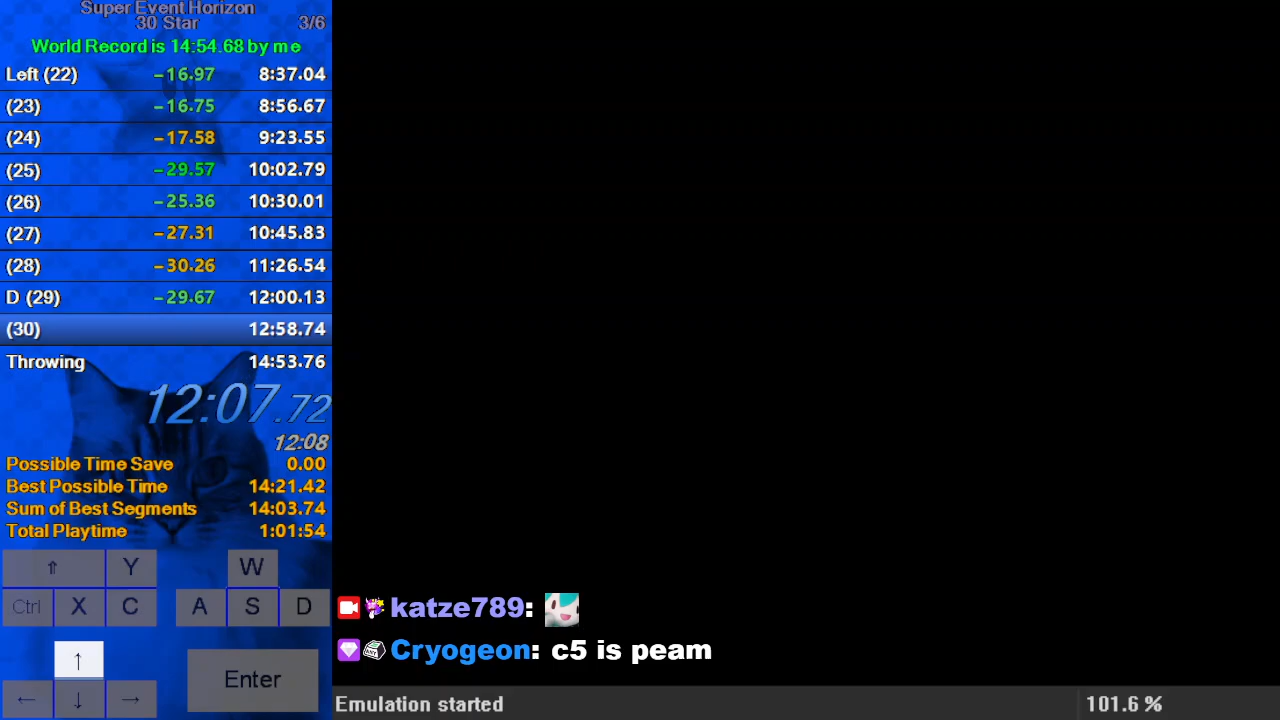 Super Event Horizon
30 Star 3/6
World Record is 14:54.68 by me
Left (22) -16.97 8:37.04
(23) -16.75 8:56.67
(24) -17.58 9:23.55
(25) -29.57 10:02.79
(26) -25.36 10:30.01
(27) -27.31 10:45.83
(28) -30.26 11:26.54
D (29) -29.67 12:00.13
(30) 12:58.74
Throwing 14:53.76
12:07.72
12:08
Possible Time Save 0.00
Best Possible Time 14:21.42
Sum of Best Segments 14:03.74
Total Playtime 1:01:54
⇑ Y W
Ctrl X C A S D
↑
← ↓ → Enter
katze789:
Cryogeon: c5 is peam
Emulation started 101.6 %